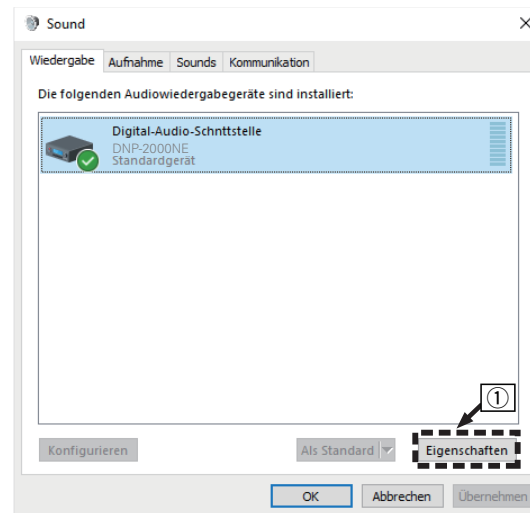 Sound
Wiedergabe Aufnahme Sounds Kommunikation
Die folgenden Audiowiedergabegeräte sind installiert:
Digital-Audio-Schnttstelle
DNP-2000NE
Standardgerät
①
Konfigurieren Als Standard Eigenschaften
OK Abbrechen Übernehmen